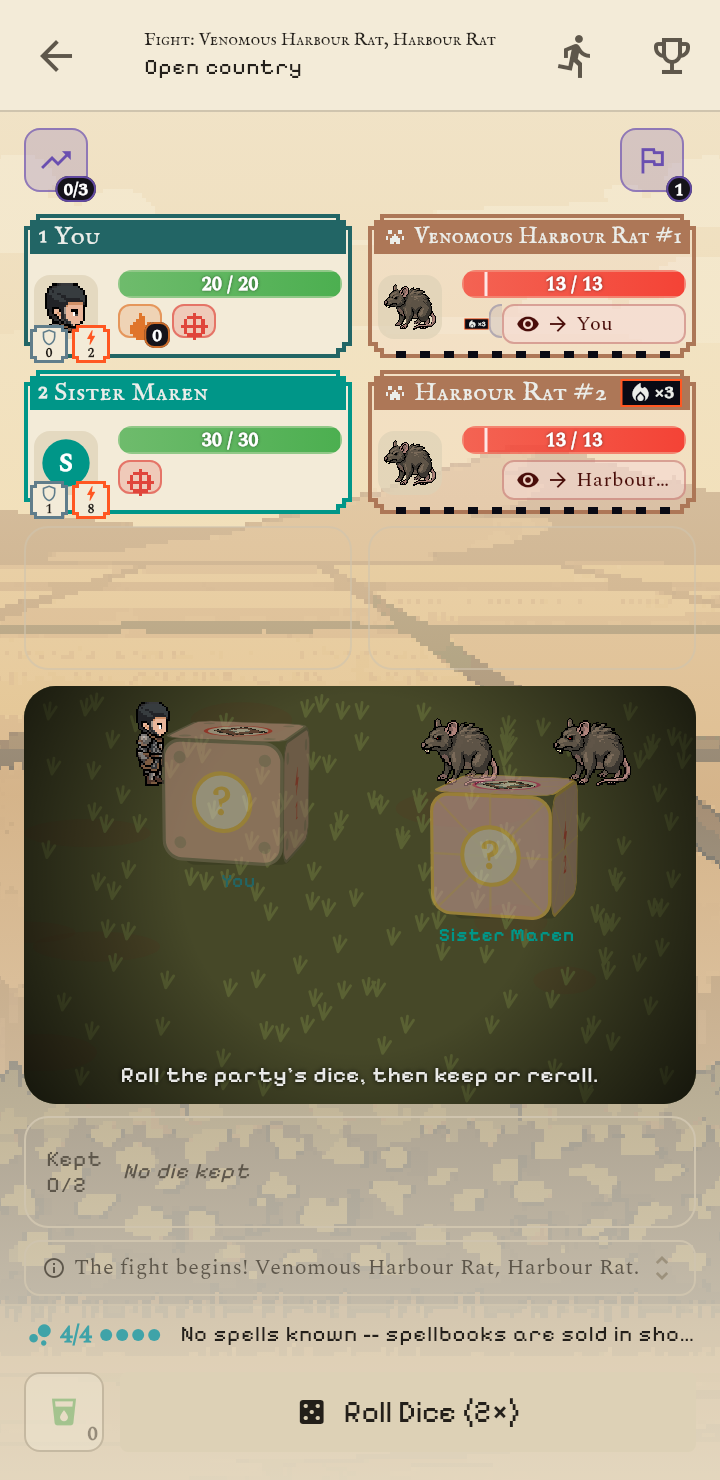 Fight: Venomous Harbour Rat, Harbour Rat
Open country
0/3
1
1 You
20 / 20
0
0
2
Venomous Harbour Rat #1
13 / 13
×3
You
2 Sister Maren
30 / 30
S
1
8
Harbour Rat #2
×3
13 / 13
Harbour...
?
You
?
Sister Maren
Roll the party's dice, then keep or reroll.
Kept
0/2
No die kept
The fight begins! Venomous Harbour Rat, Harbour Rat.
4/4
No spells known -- spellbooks are sold in sho...
0
Roll Dice (2×)